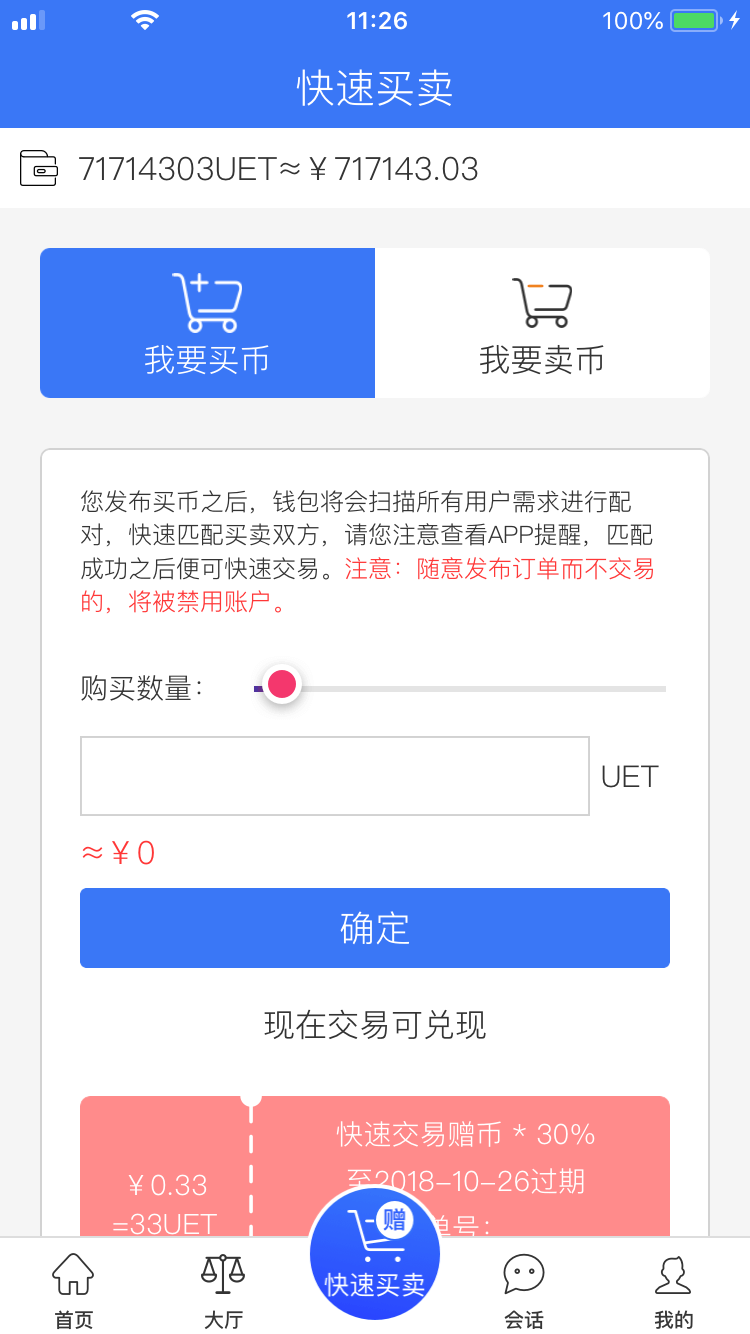 11:26
100%
快速买卖
71714303UET≈￥717143.03
我要买币
我要卖币
您发布买币之后，钱包将会扫描所有用户需求进行配
对，快速匹配买卖双方，请您注意查看APP提醒，匹配
成功之后便可快速交易。注意：随意发布订单而不交易
的，将被禁用账户。
购买数量：
UET
≈￥0
确定
现在交易可兑现
￥0.33
=33UET
快速交易赠币 * 30%
至2018-10-26过期
单号：
首页
大厅
赠
快速买卖
会话
我的